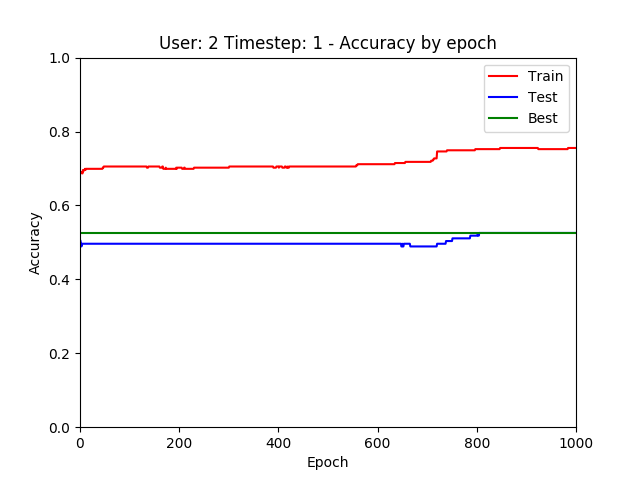 User: 2 Timestep: 1 - Accuracy by epoch
1.0
0.8
0.6
0.4
0.2
0.0
Accuracy
Train
Test
Best
0 200 400 600 800 1000
Epoch